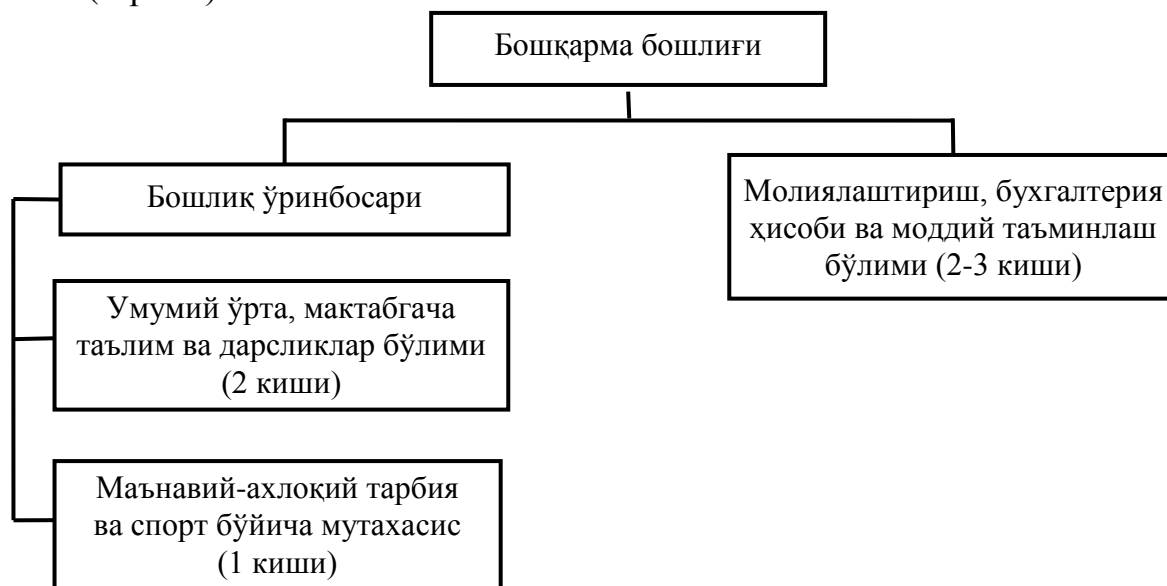 Бошқарма бошлиғи
Бошлиқ ўринбосари
Молиялаштириш, бухгалтерия
ҳисоби ва моддий таъминлаш
бўлими (2-3 киши)
Умумий ўрта, мактабгача
таълим ва дарсликлар бўлими
(2 киши)
Маънавий-ахлоқий тарбия
ва спорт бўйича мутахасис
(1 киши)